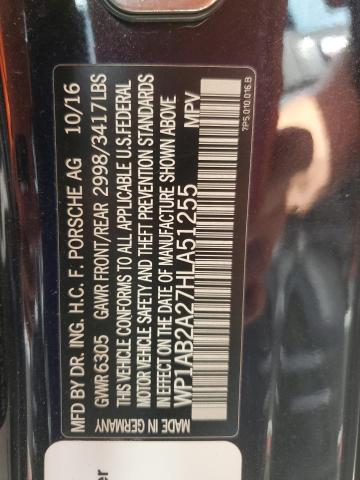 MFD BY DR. ING. H.C. F. PORSCHE AG 10/16
GVWR 6305 GAWR FRONT/REAR 2998/3417LBS
THIS VEHICLE CONFORMS TO ALL APPLICABLE U.S.FEDERAL
MOTOR VEHICLE SAFETY AND THEFT PREVENTION STANDARDS
IN EFFECT ON THE DATE OF MANUFACTURE SHOWN ABOVE
WP1AB2A27HLA51255 MPV
MADE IN GERMANY
7P5.010.016.B
er